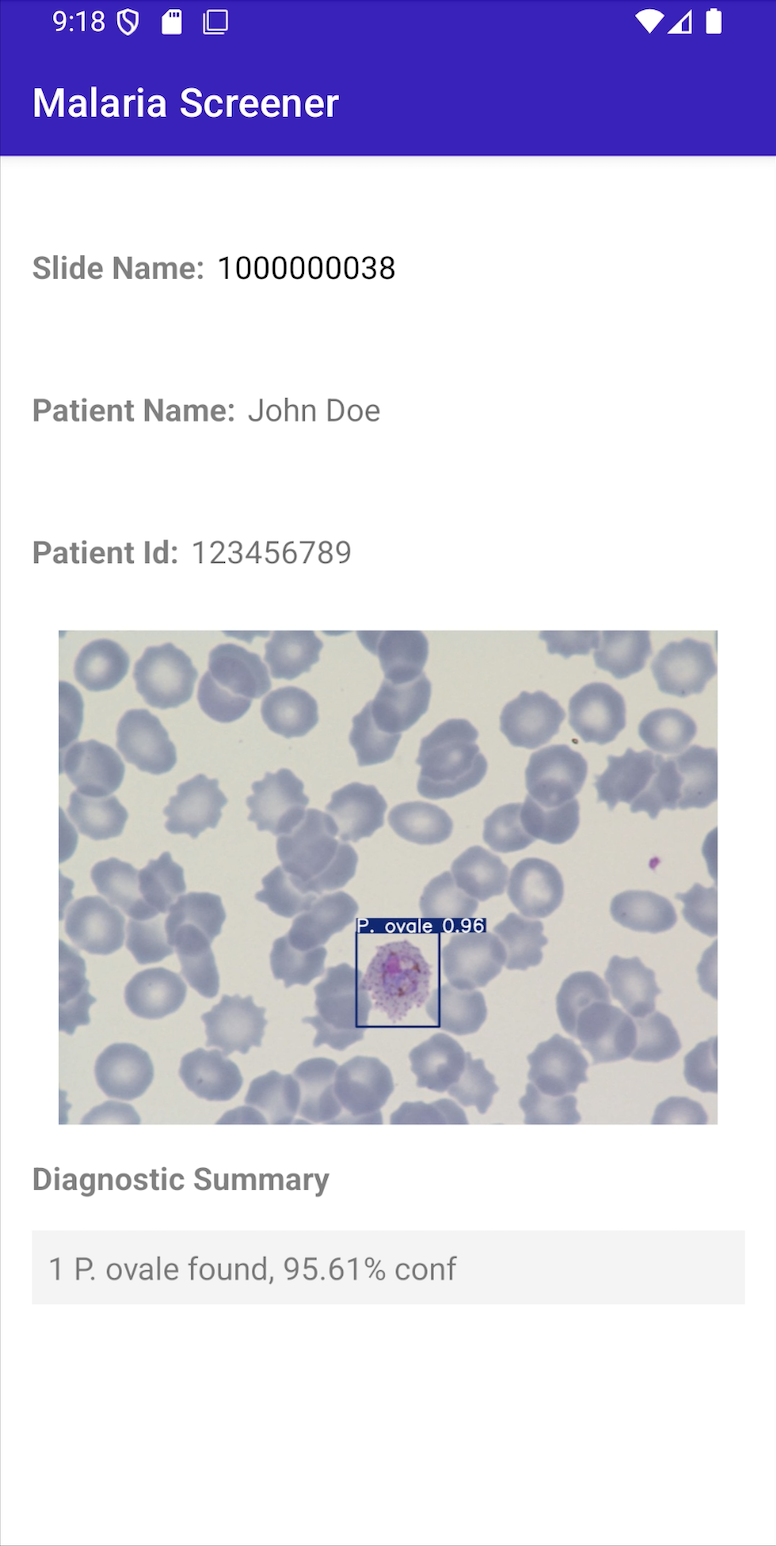 9:18
Malaria Screener
Slide Name: 1000000038
Patient Name: John Doe
Patient Id: 123456789
P. ovale 0.96
Diagnostic Summary
1 P. ovale found, 95.61% conf